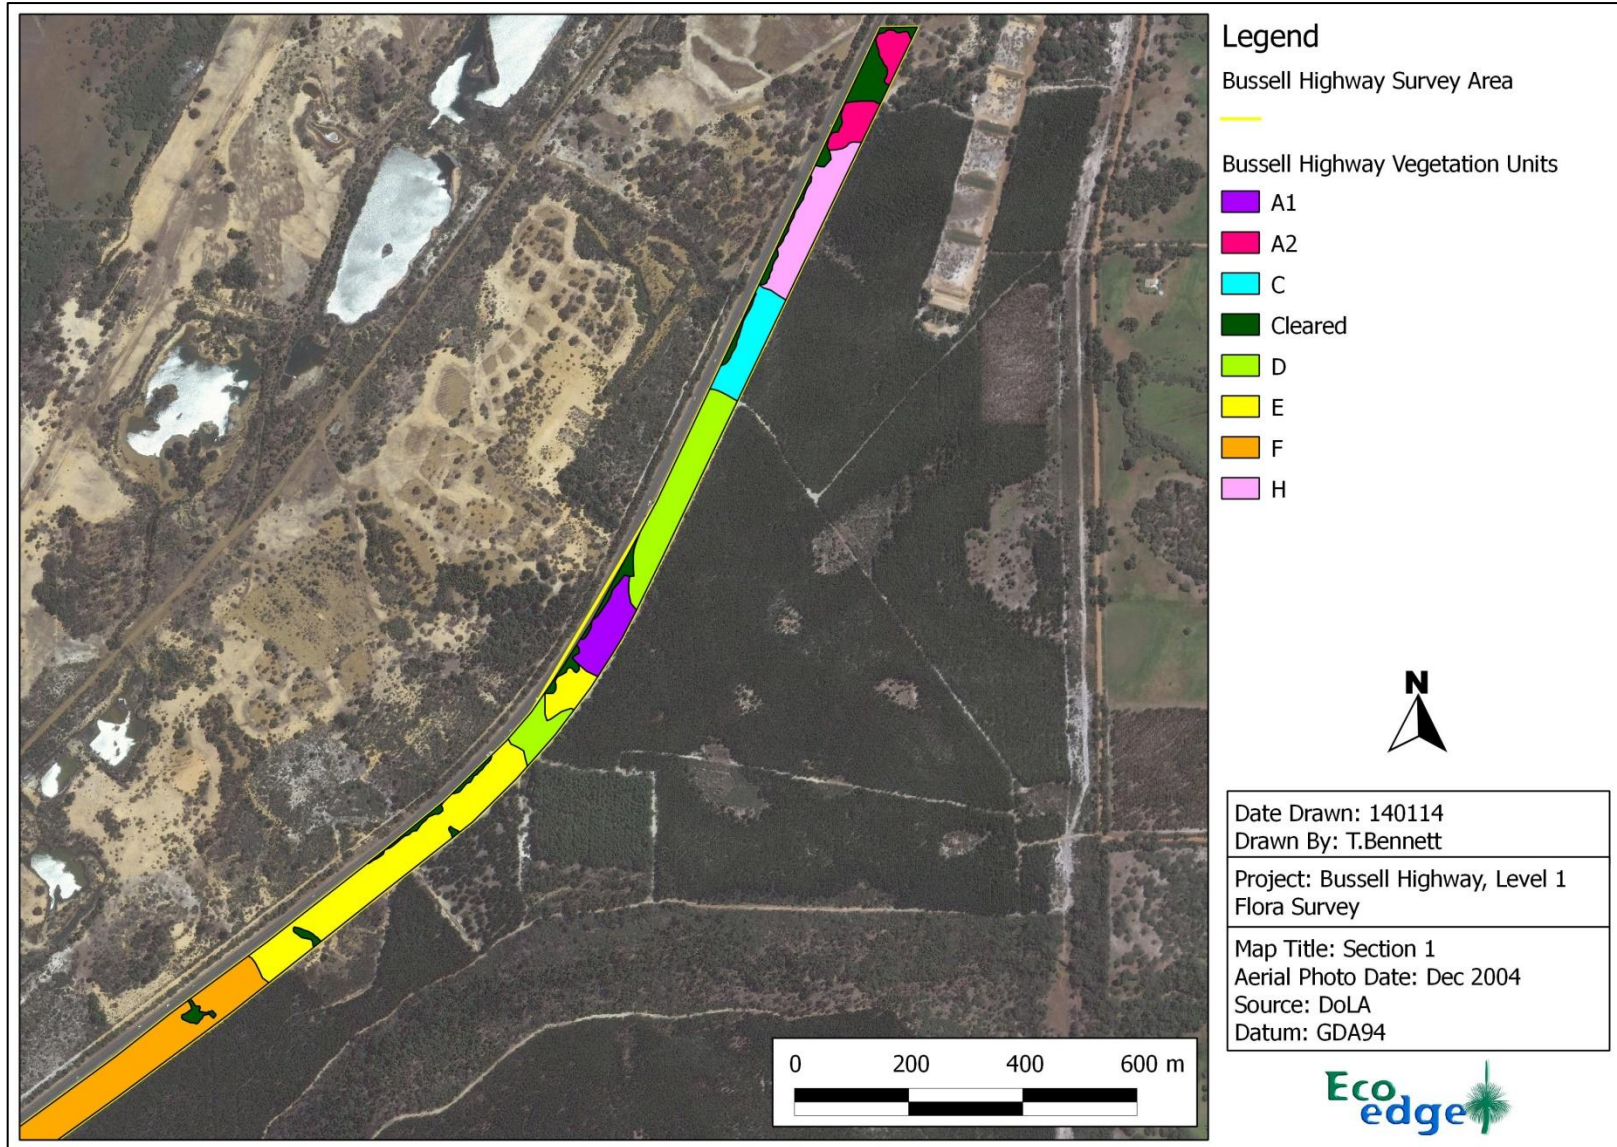 Legend
Bussell Highway Survey Area
Bussell Highway Vegetation Units
A1
A2
C
Cleared
D
E
F
H
N
Date Drawn: 140114
Drawn By: T.Bennett
Project: Bussell Highway, Level 1
Flora Survey
Map Title: Section 1
Aerial Photo Date: Dec 2004
Source: DoLA
Datum: GDA94
0 200 400 600 m
Eco
edge